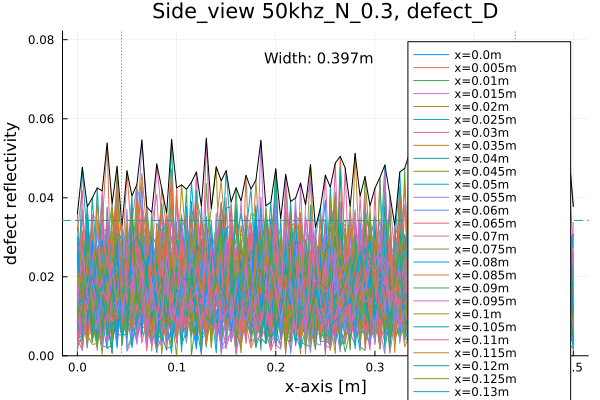 Side_view 50khz_N_0.3, defect_D
Width: 0.397m
defect reflectivity
0.08
0.06
0.04
0.02
0.00
0.0
0.1
0.2
0.3
.5
x-axis [m]
x=0.0m
x=0.005m
x=0.01m
x=0.015m
x=0.02m
x=0.025m
x=0.03m
x=0.035m
x=0.04m
x=0.045m
x=0.05m
x=0.055m
x=0.06m
x=0.065m
x=0.07m
x=0.075m
x=0.08m
x=0.085m
x=0.09m
x=0.095m
x=0.1m
x=0.105m
x=0.11m
x=0.115m
x=0.12m
x=0.125m
x=0.13m